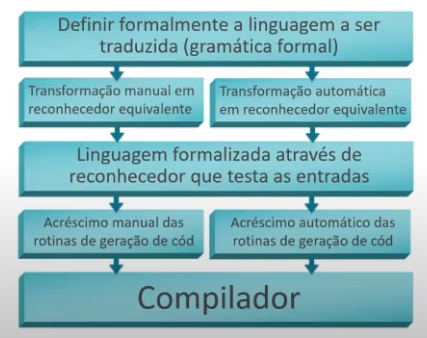 Definir formalmente a linguagem a ser
traduzida (gramática formal)
Transformação manual em
reconhecedor equivalente
Transformação automática
em reconhecedor equivalente
Linguagem formalizada através de
reconhecedor que testa as entradas
Acréscimo manual das
rotinas de geração de cód
Acréscimo automático das
rotinas de geração de cód
Compilador